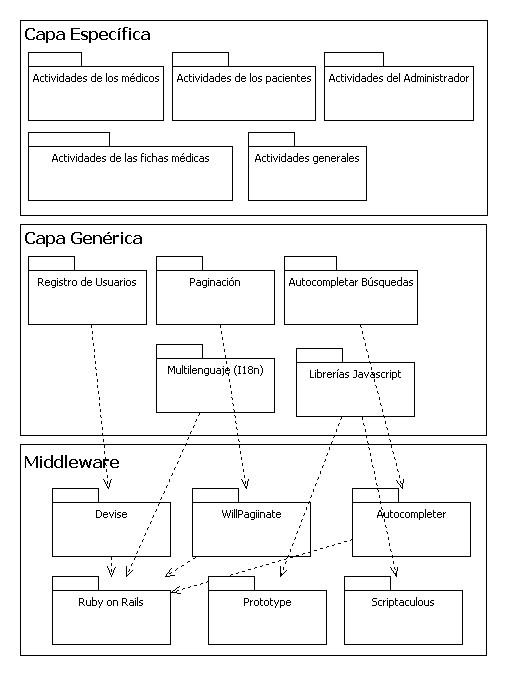 Capa Específica
Actividades de los médicos
Actividades de los pacientes
Actividades del Administrador
Actividades de las fichas médicas
Actividades generales
Capa Genérica
Registro de Usuarios
Paginación
Autocompletar Búsquedas
Multilenguaje (I18n)
Librerías Javascript
Middleware
Devise
WillPagiinate
Autocompleter
Ruby on Rails
Prototype
Scriptaculous